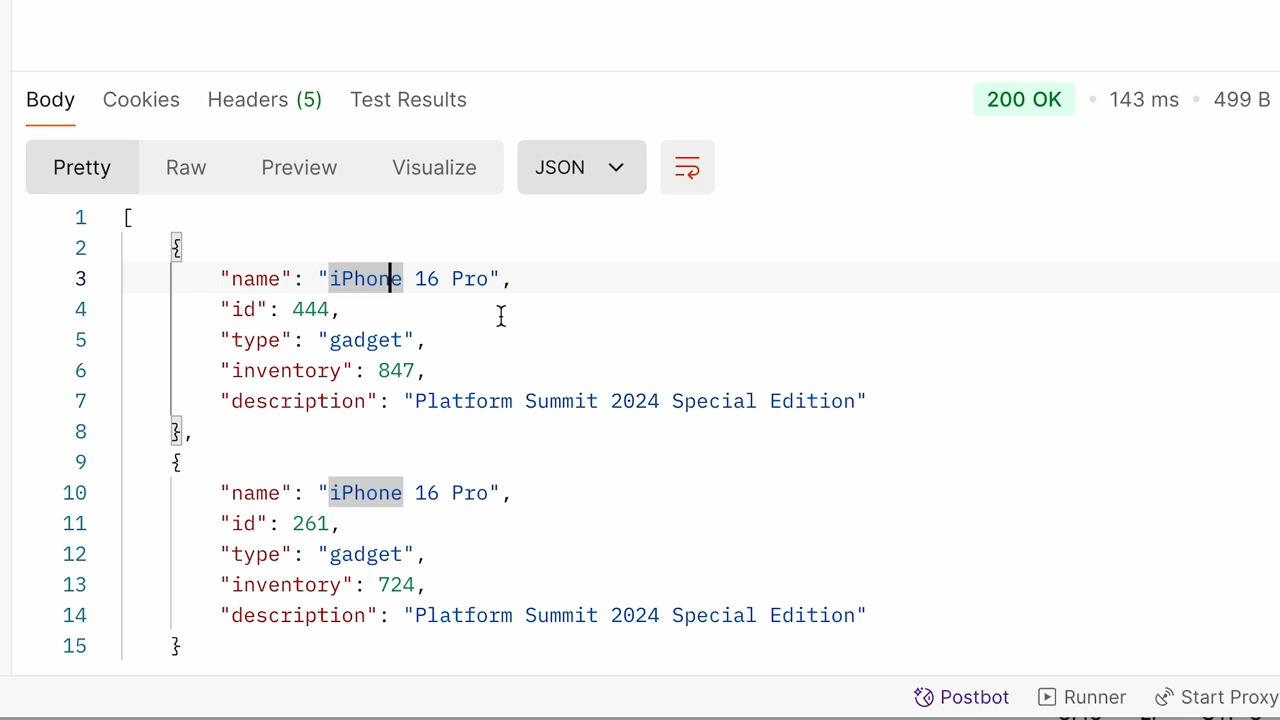 Body Cookies Headers (5) Test Results 200 OK • 143 ms • 499 B
Pretty Raw Preview Visualize JSON
1 [
2 {
3 "name": "iPhone 16 Pro",
4 "id": 444,
5 "type": "gadget",
6 "inventory": 847,
7 "description": "Platform Summit 2024 Special Edition"
8 },
9 {
10 "name": "iPhone 16 Pro",
11 "id": 261,
12 "type": "gadget",
13 "inventory": 724,
14 "description": "Platform Summit 2024 Special Edition"
15 }
Postbot Runner Start Proxy